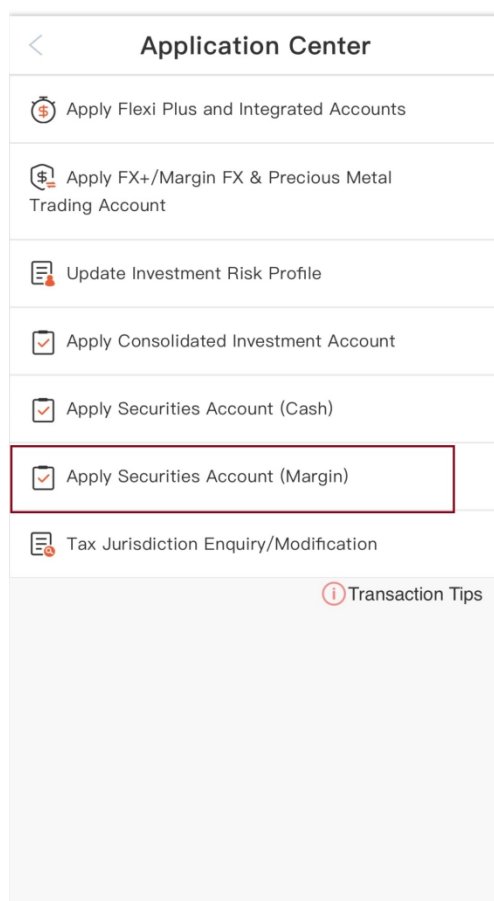 Application Center
Apply Flexi Plus and Integrated Accounts
Apply FX+/Margin FX & Precious Metal
Trading Account
Update Investment Risk Profile
Apply Consolidated Investment Account
Apply Securities Account (Cash)
Apply Securities Account (Margin)
Tax Jurisdiction Enquiry/Modification
Transaction Tips